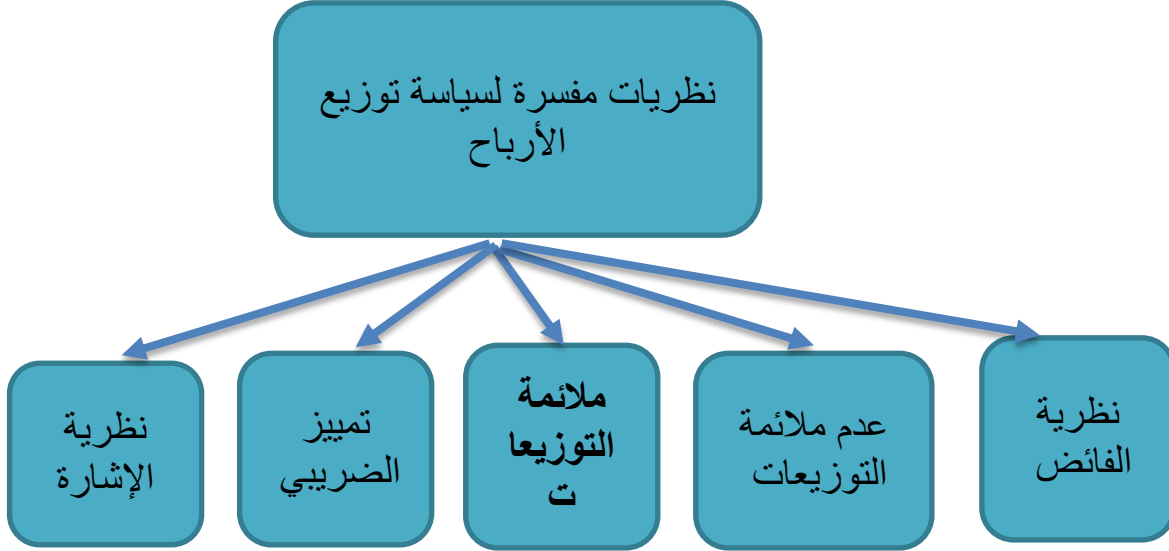 نظريات مفسرة لسياسة توزيع
الأرباح
نظرية
الفائض
عدم ملائمة
التوزيعات
ملائمة
التوزيعا
ت
تمييز
الضريبي
نظرية
الإشارة